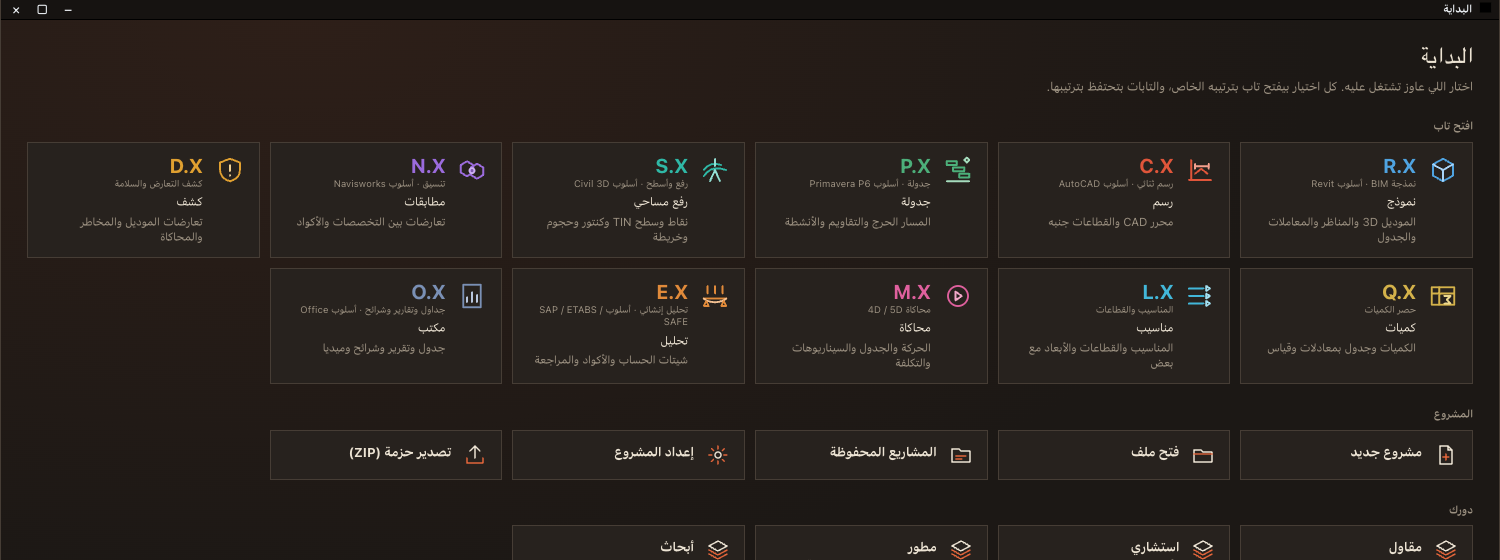 البداية
البداية
اختار اللي عاوز تشتغل عليه. كل اختيار بيفتح تاب بترتيبه الخاص، والتابات بتحتفظ بترتيبها.
افتح تاب
R.X
نمذجة BIM · أسلوب Revit
نموذج
الموديل 3D والمناظر والمعاملات
والجدول
C.X
رسم ثنائي · أسلوب AutoCAD
رسم
محرر CAD والقطاعات جنبه
P.X
جدولة · أسلوب Primavera P6
جدولة
المسار الحرج والتقاويم والأنشطة
S.X
رفع وأسطح · أسلوب Civil 3D
رفع مساحي
نقاط وسطح TIN وكنتور وحجوم
وخريطة
N.X
تنسيق · أسلوب Navisworks
مطابقات
تعارضات بين التخصصات والأكواد
D.X
كشف التعارض والسلامة
كشف
تعارضات الموديل والمخاطر
والمحاكاة
Q.X
حصر الكميات
كميات
الكميات وجدول بمعادلات وقياس
L.X
المناسيب والقطاعات
مناسيب
المناسيب والقطاعات والأبعاد مع
بعض
M.X
محاكاة 4D / 5D
محاكاة
الحركة والجدول والسيناريوهات
والتكلفة
E.X
تحليل إنشائي · أسلوب SAP / ETABS /
SAFE
تحليل
شيتات الحساب والأكواد والمراجعة
O.X
جداول وتقارير وشرائح · أسلوب Office
مكتب
جدول وتقرير وشرائح وميديا
المشروع
مشروع جديد
فتح ملف
المشاريع المحفوظة
إعداد المشروع
تصدير حزمة (ZIP)
دورك
مقاول
استشاري
مطور
أبحاث